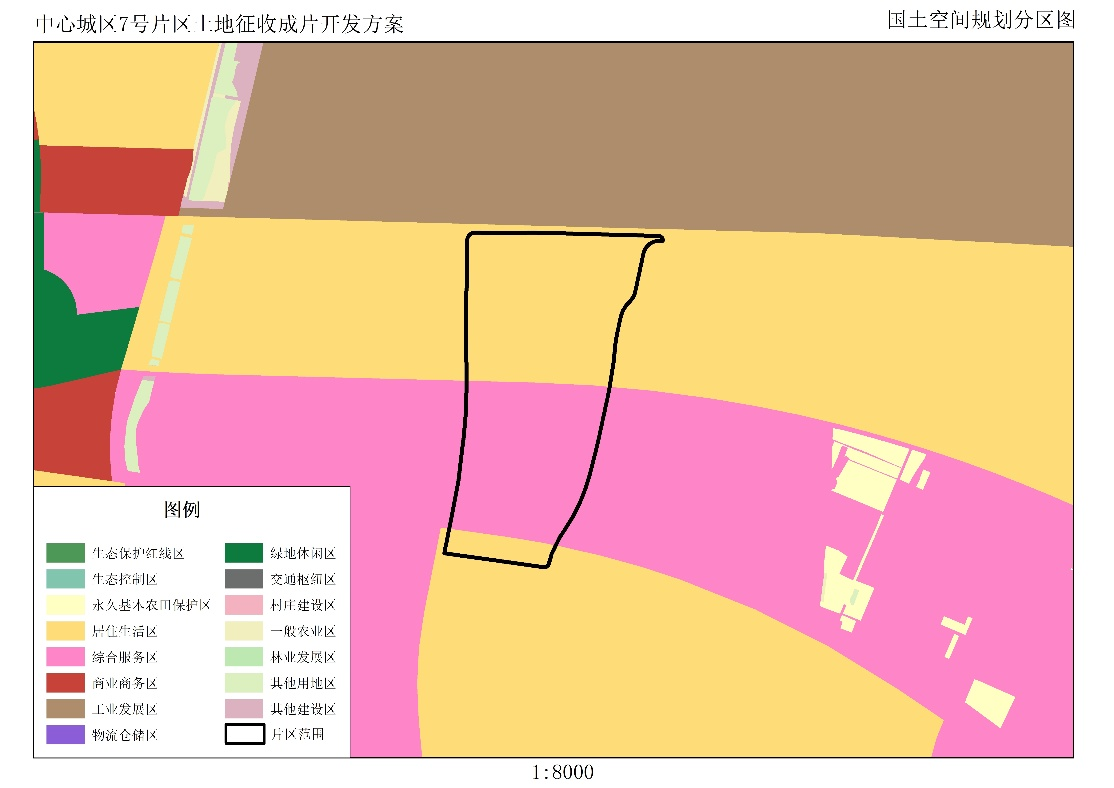 中心城区7号片区土地征收成片开发方案
国土空间规划分区图
图例
生态保护红线区
绿地休闲区
生态控制区
交通枢纽区
永久基本农田保护区
村庄建设区
居住生活区
一般农业区
综合服务区
林业发展区
商业商务区
其他用地区
工业发展区
其他建设区
物流仓储区
片区范围
1:8000